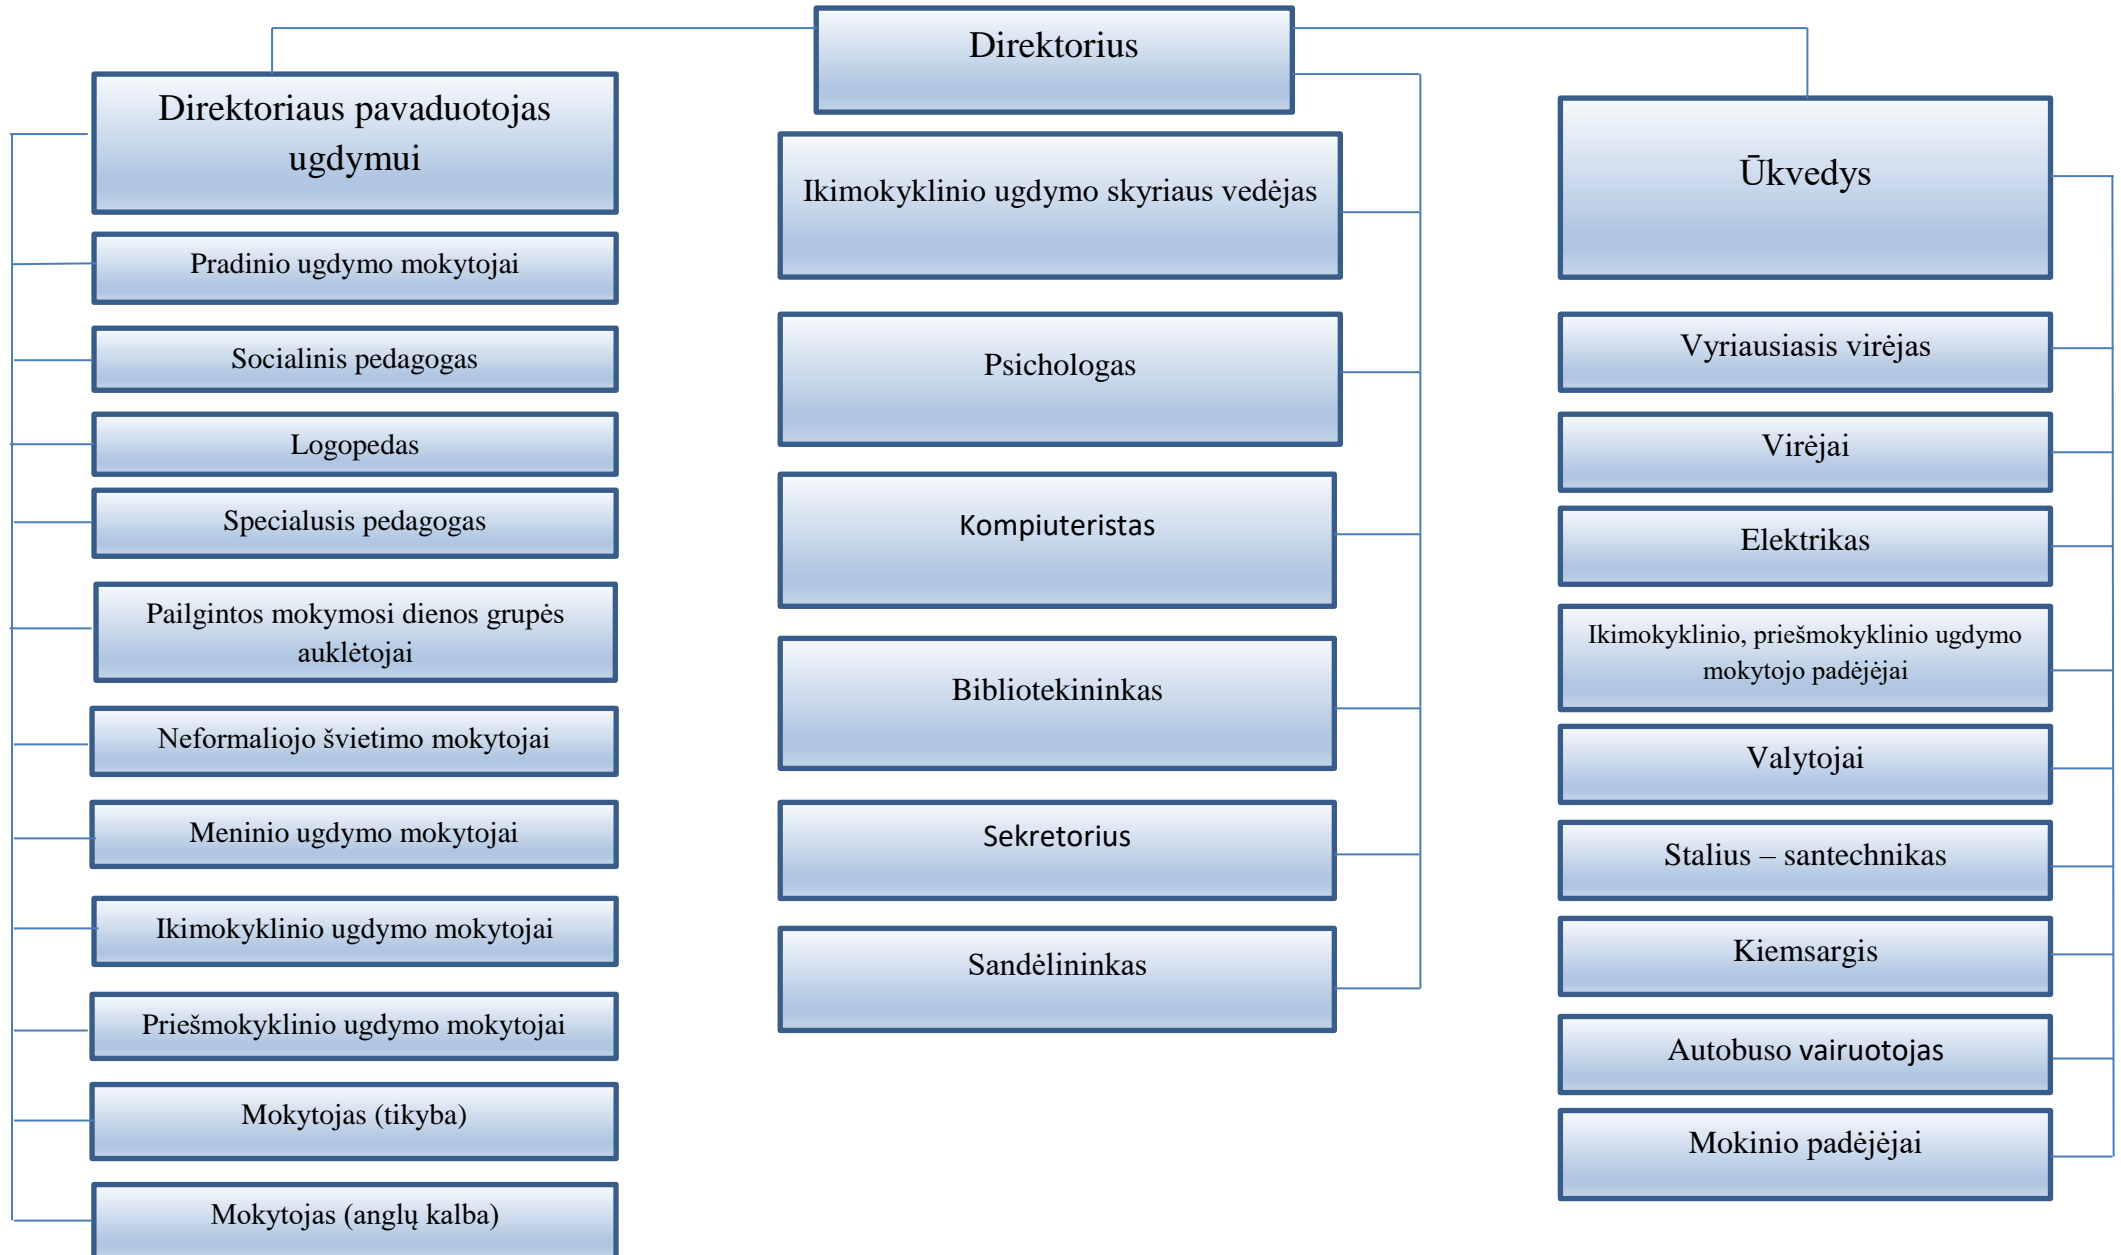 Direktorius
Direktoriaus pavaduotojas
ugdymui
Pradinio ugdymo mokytojai
Socialinis pedagogas
Logopedas
Specialusis pedagogas
Pailgintos mokymosi dienos grupės
auklėtojai
Neformaliojo švietimo mokytojai
Meninio ugdymo mokytojai
Ikimokyklinio ugdymo mokytojai
Priešmokyklinio ugdymo mokytojai
Mokytojas (tikyba)
Mokytojas (anglų kalba)
Ikimokyklinio ugdymo skyriaus vedėjas
Psichologas
Kompiuteristas
Bibliotekininkas
Sekretorius
Sandėlininkas
Ūkvedys
Vyriausiasis virėjas
Virėjai
Elektrikas
Ikimokyklinio, priešmokyklinio ugdymo
mokytojo padėjėjai
Valytojai
Stalius – santechnikas
Kiemsargis
Autobuso vairuotojas
Mokinio padėjėjai